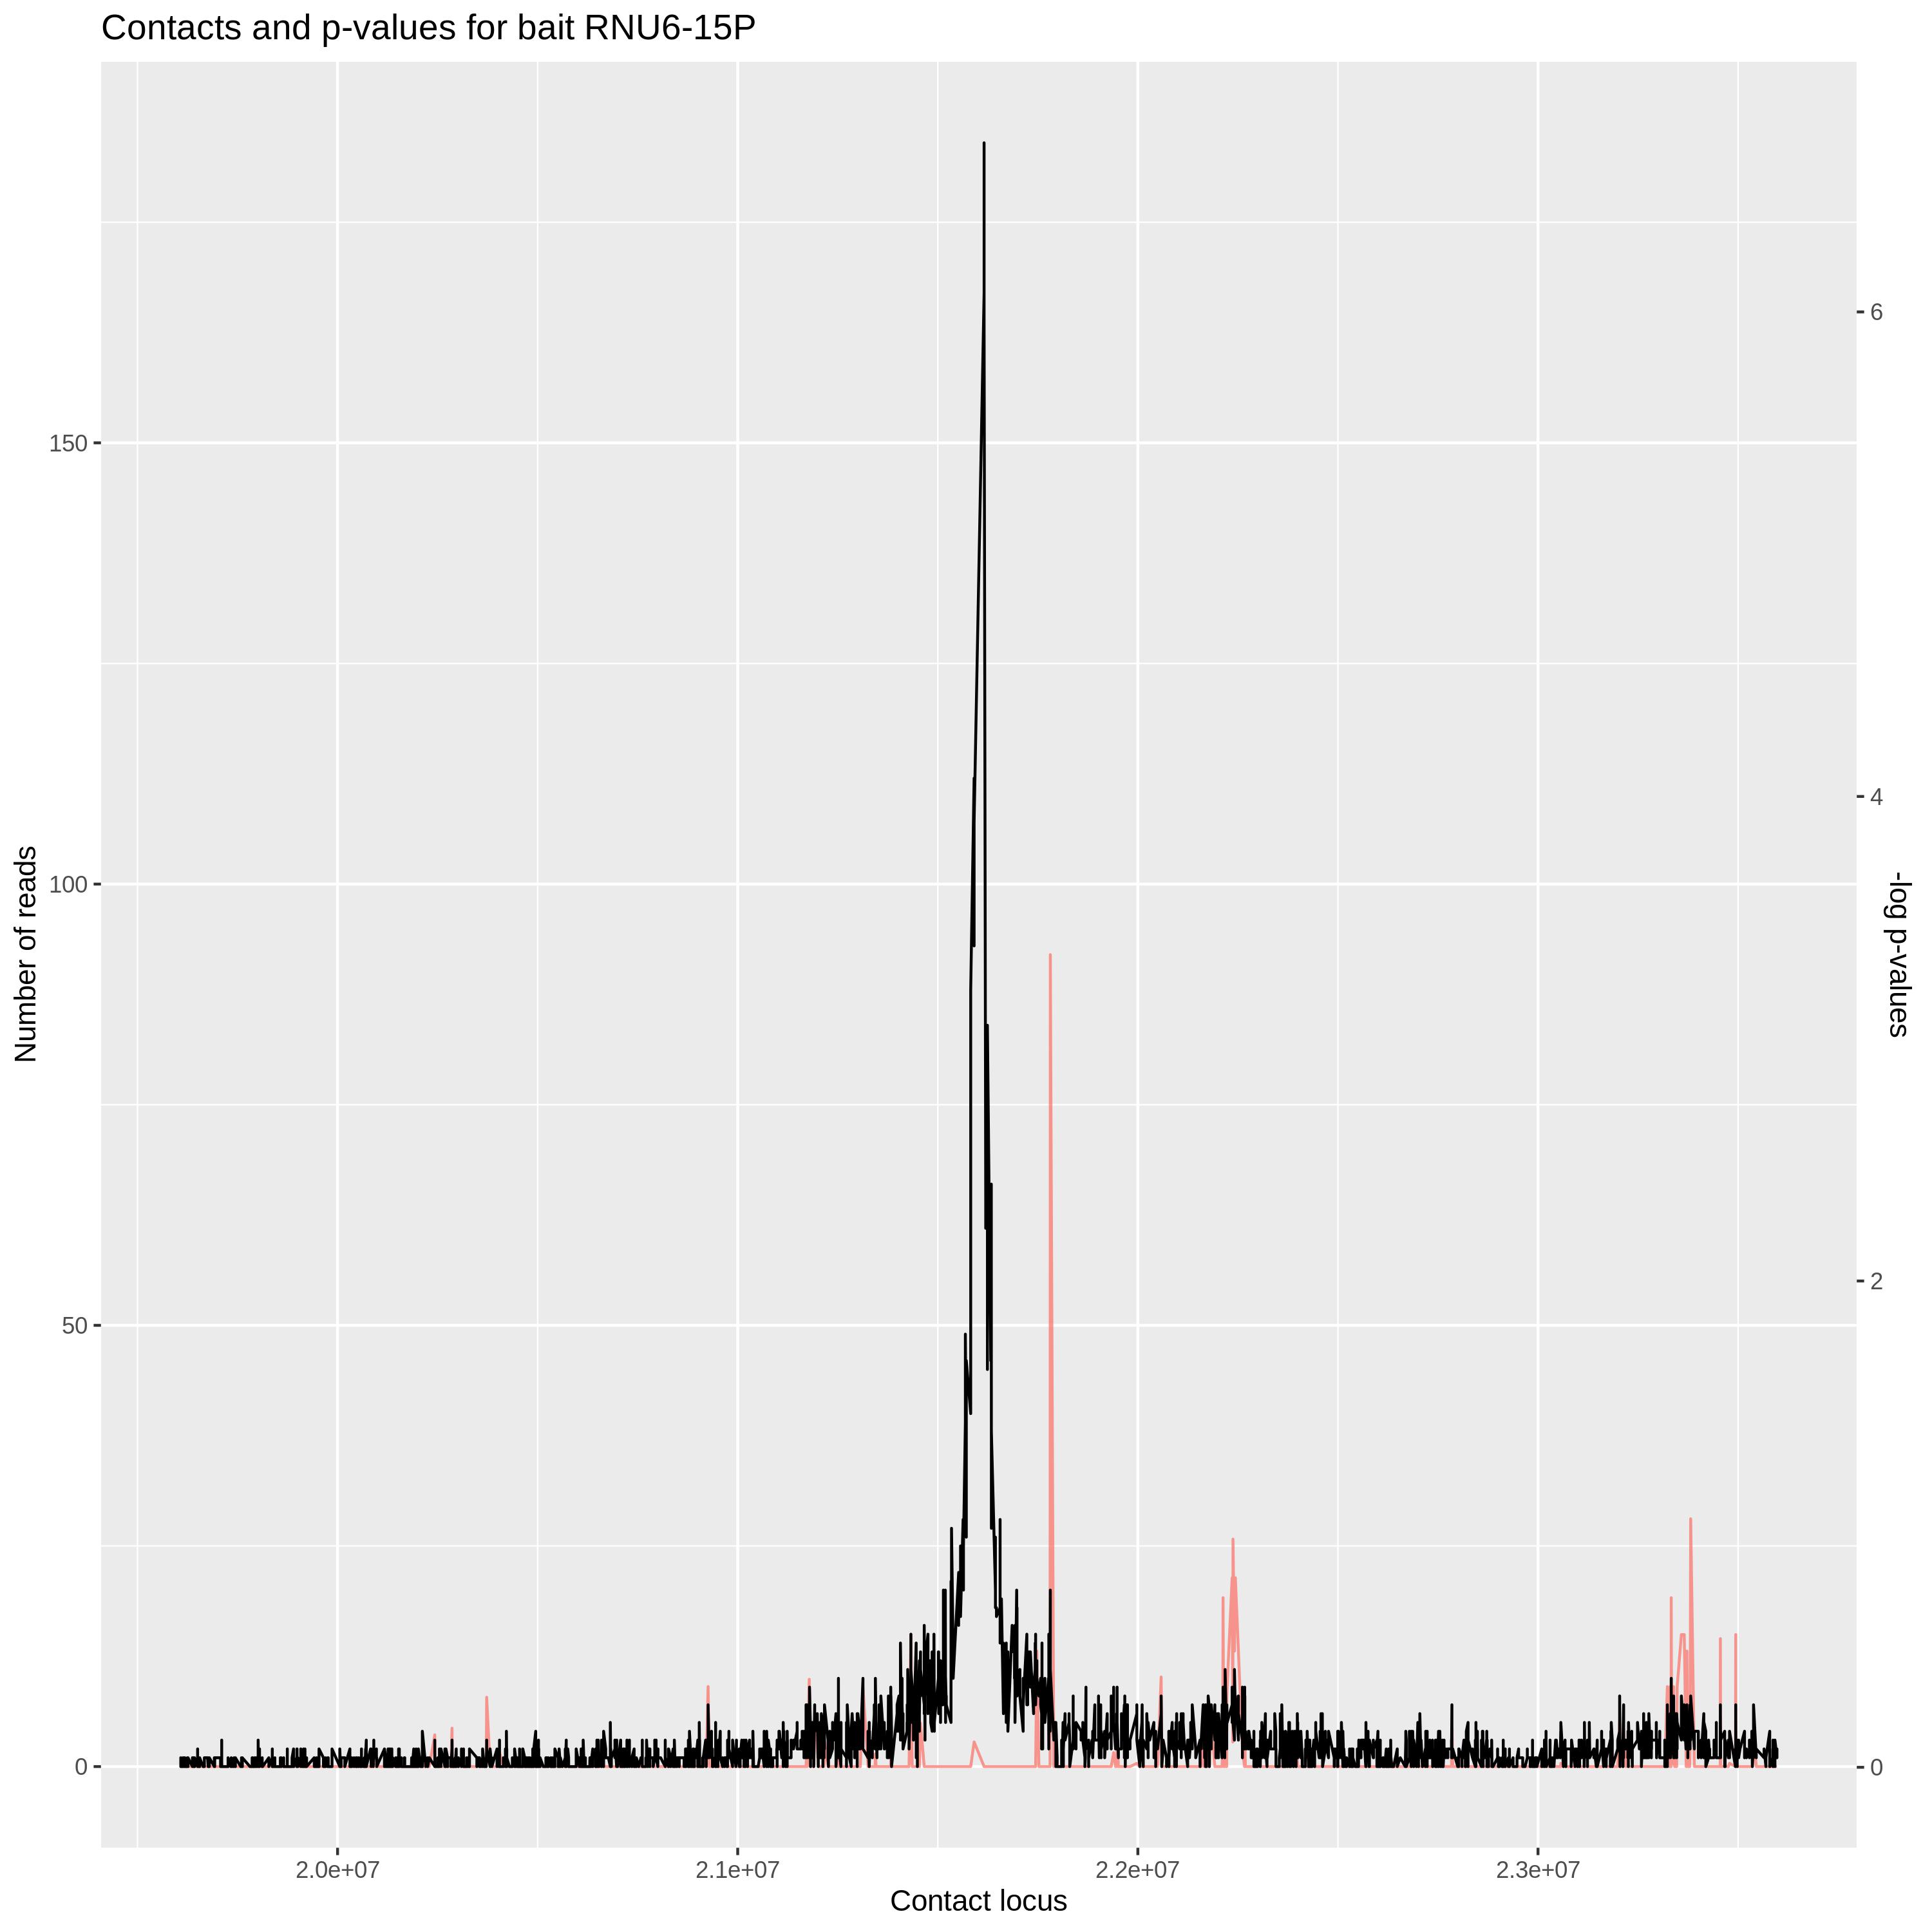 Contacts and p-values for bait RNU6-15P
150
100
50
0
6
4
2
0
Number of reads
-log p-values
2.0e+07
2.1e+07
2.2e+07
2.3e+07
Contact locus